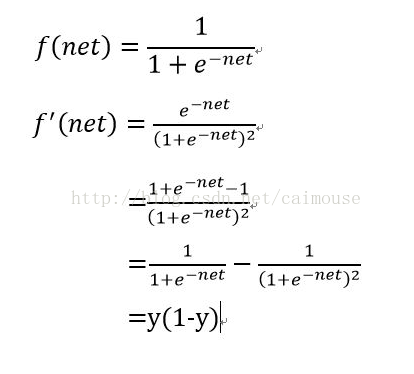 f(net) = 1 / (1 + e^{-net})
f'(net) = e^{-net} / (1+e^{-net})^2
= (1+e^{-net}-1) / (1+e^{-net})^2
http://blog.csdn.net/caimouse
= 1 / (1+e^{-net}) − 1 / (1+e^{-net})^2
=y(1-y)